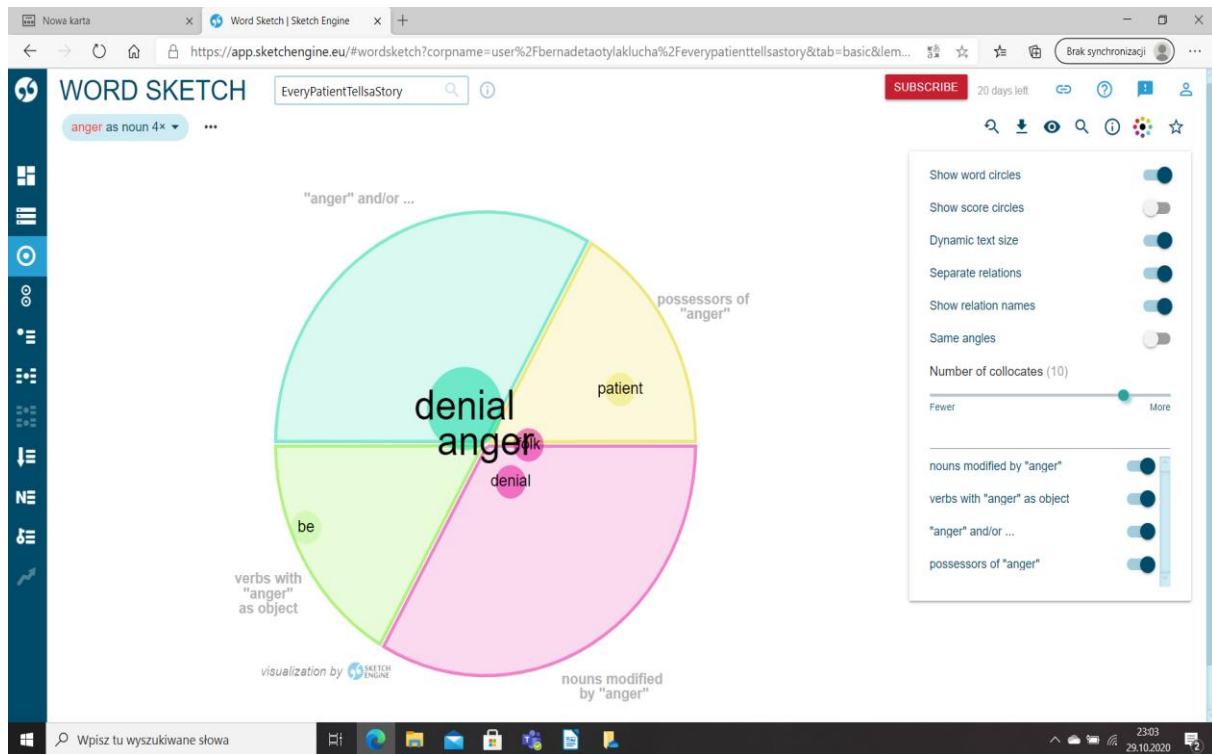 Nowa karta
Word Sketch | Sketch Engine
https://app.sketchengine.eu/#wordsketch?corpname=user%2Fbernadetaotylaklucha%2Feverypatienttellsastory&tab=basic&lem...
Brak synchronizacji
WORD SKETCH
EveryPatientTellsaStory
SUBSCRIBE
20 days left
anger as noun 4×
"anger" and/or ...
possessors of
"anger"
patient
denial
anger
folk
denial
be
verbs with
"anger"
as object
nouns modified
by "anger"
visualization by SKETCH
ENGINE
Show word circles
Show score circles
Dynamic text size
Separate relations
Show relation names
Same angles
Number of collocates (10)
Fewer
More
nouns modified by "anger"
verbs with "anger" as object
"anger" and/or ...
possessors of "anger"
Wpisz tu wyszukiwane słowa
23:03
29.10.2020